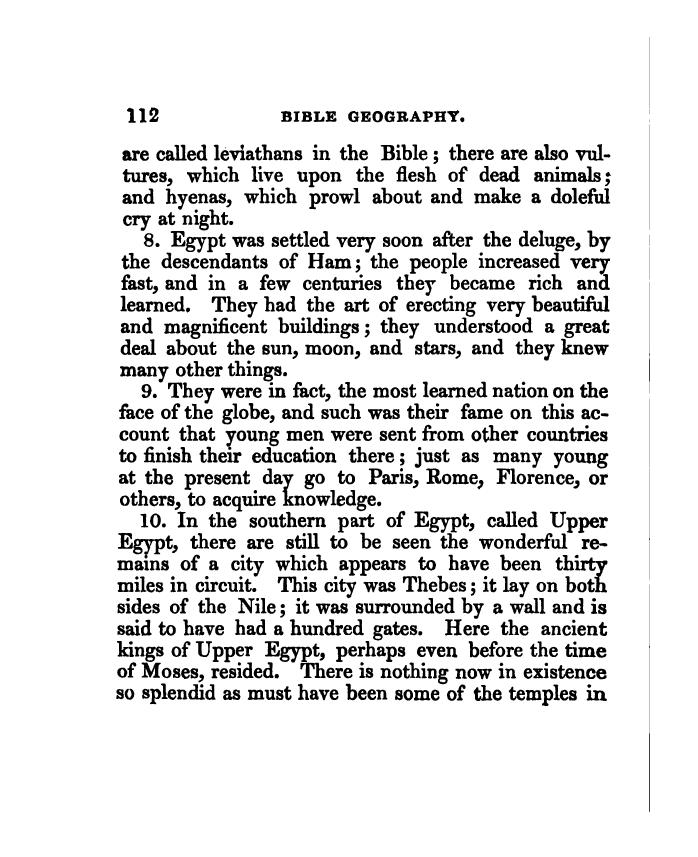 112 BIBLE GEOGRAPHY.
are called leviathans in the Bible; there are also vul-
tures, which live upon the flesh of dead animals;
and hyenas, which prowl about and make a doleful
cry at night.
8. Egypt was settled very soon after the deluge, by
the descendants of Ham; the people increased very
fast, and in a few centuries they became rich and
learned. They had the art of erecting very beautiful
and magnificent buildings; they understood a great
deal about the sun, moon, and stars, and they knew
many other things.
9. They were in fact, the most learned nation on the
face of the globe, and such was their fame on this ac-
count that young men were sent from other countries
to finish their education there; just as many young
at the present day go to Paris, Rome, Florence, or
others, to acquire knowledge.
10. In the southern part of Egypt, called Upper
Egypt, there are still to be seen the wonderful re-
mains of a city which appears to have been thirty
miles in circuit. This city was Thebes; it lay on both
sides of the Nile; it was surrounded by a wall and is
said to have had a hundred gates. Here the ancient
kings of Upper Egypt, perhaps even before the time
of Moses, resided. There is nothing now in existence
so splendid as must have been some of the temples in